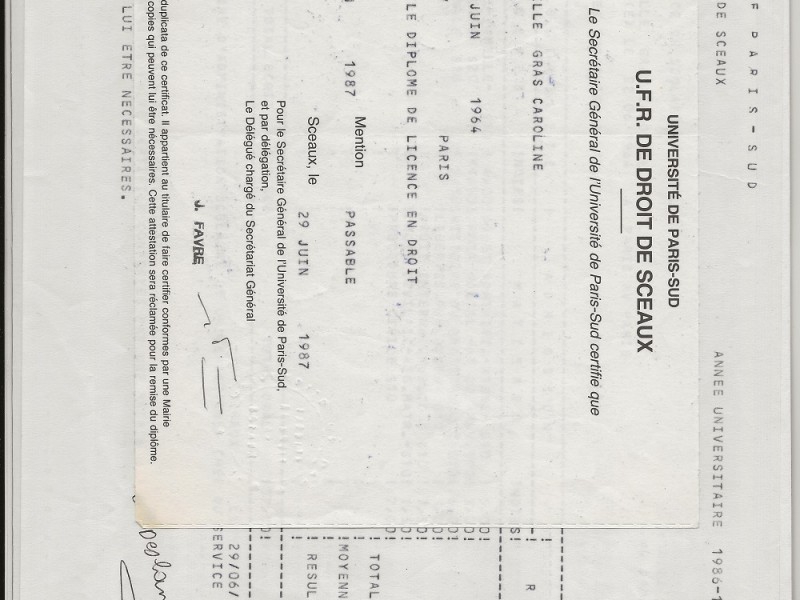 F P A R I S - S U D
DE SCEAUX
ANNEE UNIVERSITAIRE 1986-1
UNIVERSITÉ DE PARIS-SUD
U.F.R. DE DROIT DE SCEAUX
Le Secrétaire Général de l'Université de Paris-Sud certifie que
LLE GRAS CAROLINE
JUIN 1964
PARIS
LE DIPLOME DE LICENCE EN DROIT
1987 Mention PASSABLE
Sceaux, le 29 JUIN 1987
Pour le Secrétaire Général de l'Université de Paris-Sud,
et par délégation,
Le Délégué chargé du Secrétariat Général
J. FAVRE
duplicata de ce certificat. Il appartient au titulaire de faire certifier conformes par une Mairie
copies qui peuvent lui être nécessaires. Cette attestation sera réclamée pour la remise du diplôme.
LUI ETRE NECESSAIRES.
! R
! TOTAL
!MOYENN
! RESUL
29/06/
SERVICE